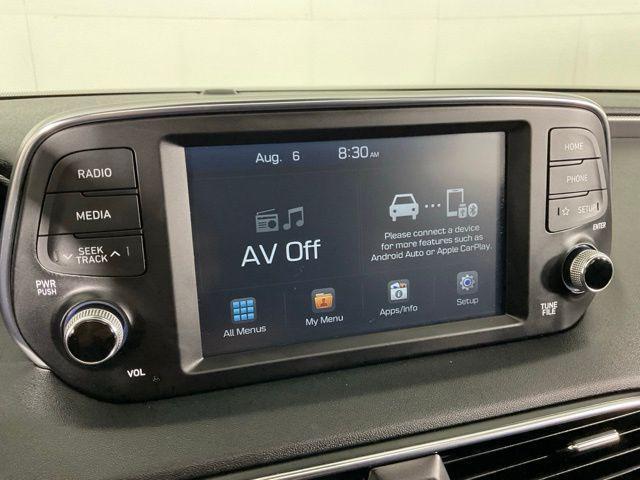 Aug. 6 8:30 AM
RADIO
MEDIA
SEEK
TRACK
PWR
PUSH
VOL
AV Off
Please connect a device
for more features such as
Android Auto or Apple CarPlay.
All Menus
My Menu
Apps/Info
Setup
HOME
PHONE
SETUP
ENTER
TUNE
FILE